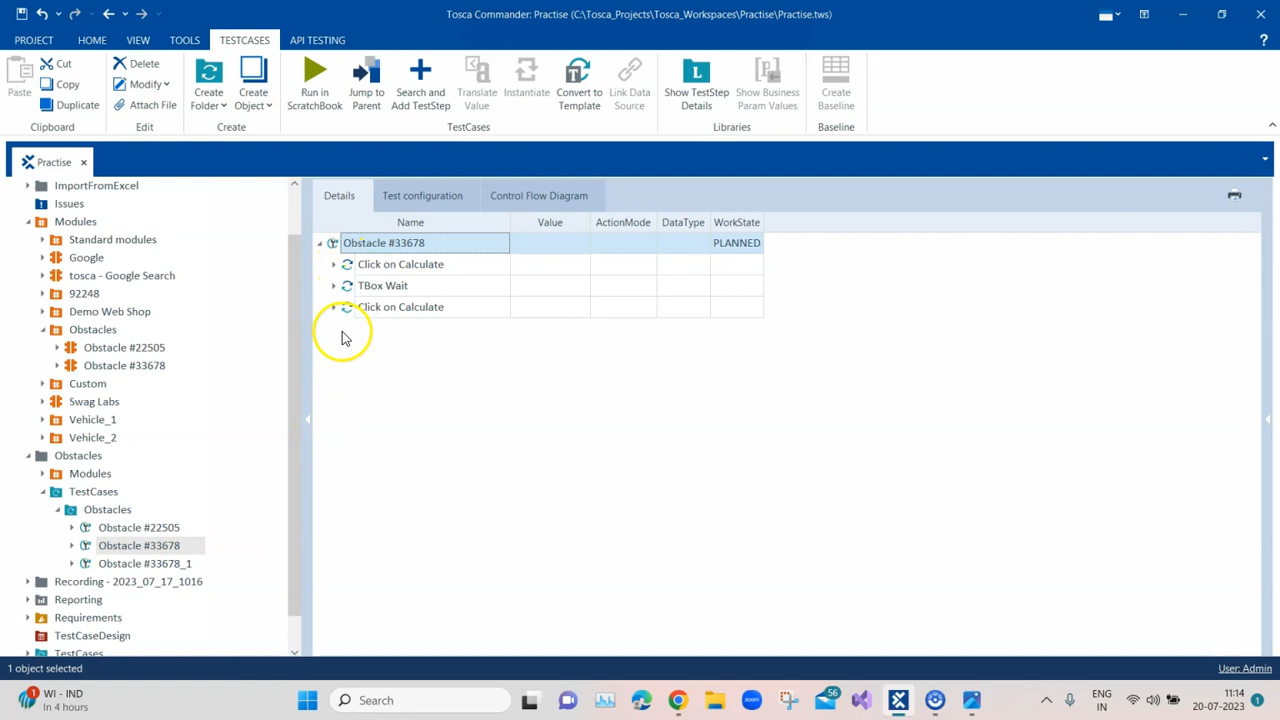 Tosca Commander: Practise (C:\Tosca_Projects\Tosca_Workspaces\Practise\Practise.tws)
PROJECT HOME VIEW TOOLS TESTCASES API TESTING
Paste
Cut
Copy
Duplicate
Clipboard
Delete
Modify
Attach File
Edit
Create Folder
Create Object
Create
Run in ScratchBook
Jump to Parent
Search and Add TestStep
Translate Value
Instantiate
Convert to Template
Link Data Source
TestCases
Show TestStep Details
Show Business Param Values
Libraries
Create Baseline
Baseline
Practise
ImportFromExcel
Issues
Modules
Standard modules
Google
tosca - Google Search
92248
Demo Web Shop
Obstacles
Obstacle #22505
Obstacle #33678
Custom
Swag Labs
Vehicle_1
Vehicle_2
Obstacles
Modules
TestCases
Obstacles
Obstacle #22505
Obstacle #33678
Obstacle #33678_1
Recording - 2023_07_17_1016
Reporting
Requirements
TestCaseDesign
TestCases
Details Test configuration Control Flow Diagram
Name Value ActionMode DataType WorkState
Obstacle #33678 PLANNED
Click on Calculate
TBox Wait
Click on Calculate
1 object selected
User: Admin
1
WI - IND
In 4 hours
Search
56
ENG
IN
11:14
20-07-2023
1